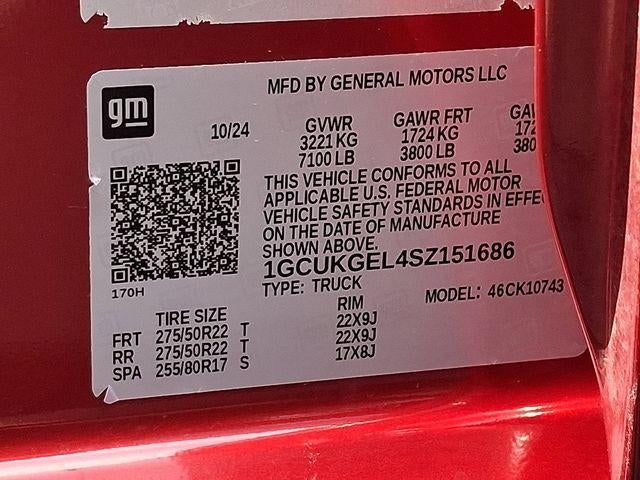 MFD BY GENERAL MOTORS LLC
gm
10/24
GVWR GAWR FRT
3221 KG 1724 KG
7100 LB 3800 LB
THIS VEHICLE CONFORMS TO ALL
APPLICABLE U.S. FEDERAL MOTOR
VEHICLE SAFETY STANDARDS IN
ON THE DATE OF MANUFACTURE
SHOWN ABOVE.
1GCUKGEL4SZ151686
170H
TYPE: TRUCK MODEL: 46CK10743
TIRE SIZE RIM
FRT 275/50R22 T 22X9J
RR 275/50R22 T 22X9J
SPA 255/80R17 S 17X8J